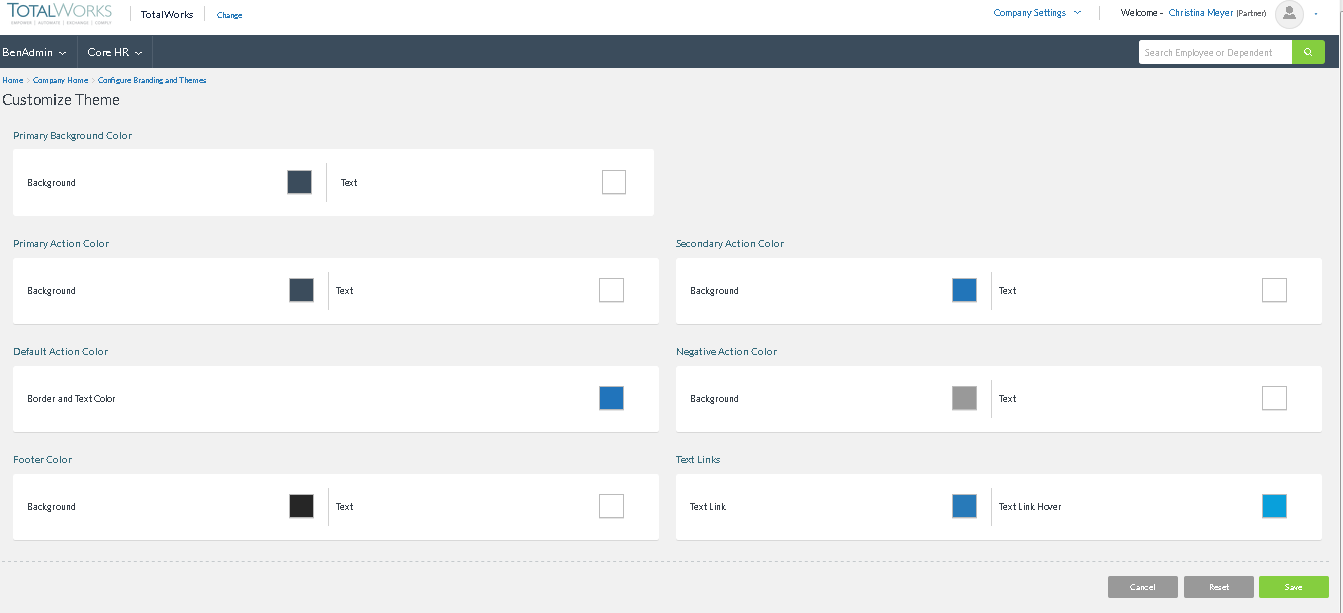 TOTALWORKS TotalWorks Change Company Settings Welcome - Christina Meyer (Partner)
BenAdmin Core HR Search Employee or Dependent
Home Company Home Configure Branding and Themes
Customize Theme
Primary Background Color
Background Text
Primary Action Color Secondary Action Color
Background Text Background Text
Default Action Color Negative Action Color
Border and Text Color Background Text
Footer Color Text Links
Background Text Text Link Text Link Hover
Cancel Reset Save